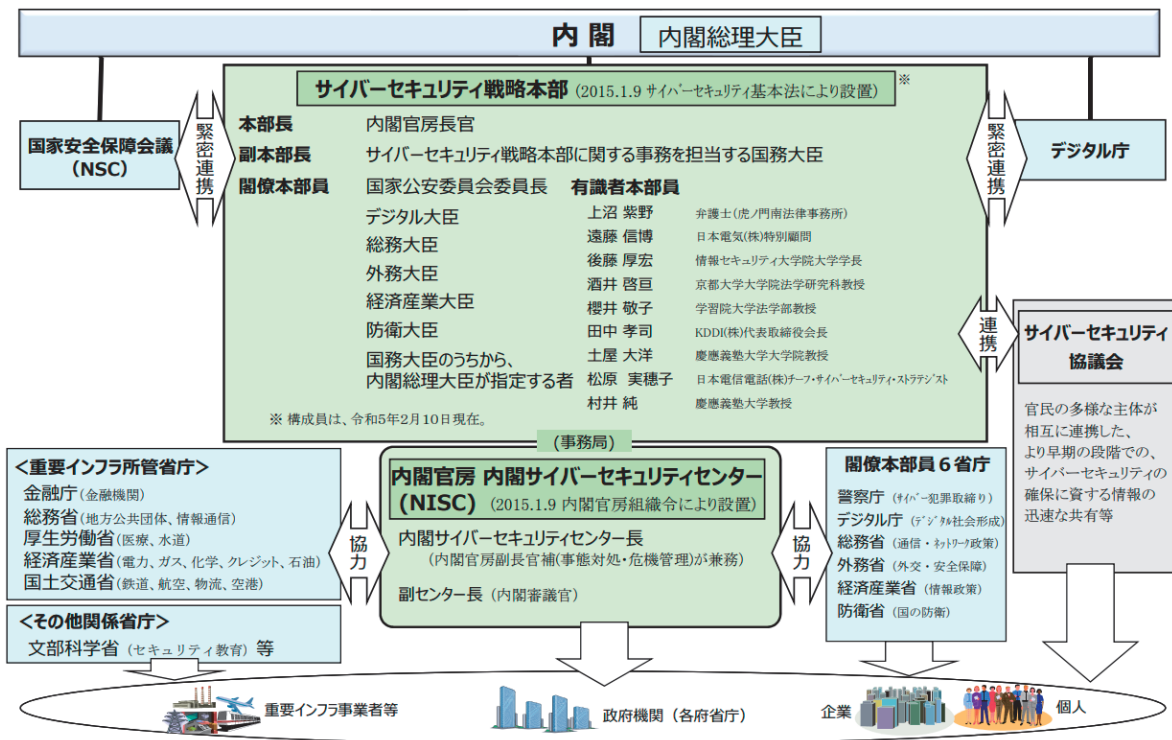 内閣 内閣総理大臣
サイバーセキュリティ戦略本部 (2015.1.9 サイバーセキュリティ基本法により設置) ※
国家安全保障会議
(NSC)
緊密連携
本部長 内閣官房長官
副本部長 サイバーセキュリティ戦略本部に関する事務を担当する国務大臣
閣僚本部員 国家公安委員会委員長
デジタル大臣
総務大臣
外務大臣
経済産業大臣
防衛大臣
国務大臣のうちから、
内閣総理大臣が指定する者
有識者本部員
上沼 紫野 弁護士(虎ノ門南法律事務所)
遠藤 信博 日本電気(株)特別顧問
後藤 厚宏 情報セキュリティ大学院大学学長
酒井 啓亘 京都大学大学院法学研究科教授
櫻井 敬子 学習院大学法学部教授
田中 孝司 KDDI(株)代表取締役会長
土屋 大洋 慶應義塾大学大学院教授
松原 実穂子 日本電信電話(株)チーフ・サイバーセキュリティ・ストラテジスト
村井 純 慶應義塾大学教授
※ 構成員は、令和5年2月10日現在。
緊密連携
デジタル庁
連携
サイバーセキュリティ
協議会
官民の多様な主体が
相互に連携した、
より早期の段階での、
サイバーセキュリティの
確保に資する情報の
迅速な共有等
(事務局)
内閣官房 内閣サイバーセキュリティセンター
(NISC) (2015.1.9 内閣官房組織令により設置)
内閣サイバーセキュリティセンター長
(内閣官房副長官補(事態対処・危機管理)が兼務)
副センター長 (内閣審議官)
<重要インフラ所管省庁>
金融庁 (金融機関)
総務省 (地方公共団体、情報通信)
厚生労働省 (医療、水道)
経済産業省 (電力、ガス、化学、クレジット、石油)
国土交通省 (鉄道、航空、物流、空港)
<その他関係省庁>
文部科学省 (セキュリティ教育) 等
協力
協力
閣僚本部員6省庁
警察庁 (サイバー犯罪取締り)
デジタル庁 (デジタル社会形成)
総務省 (通信・ネットワーク政策)
外務省 (外交・安全保障)
経済産業省 (情報政策)
防衛省 (国の防衛)
重要インフラ事業者等
政府機関(各府省庁)
企業
個人